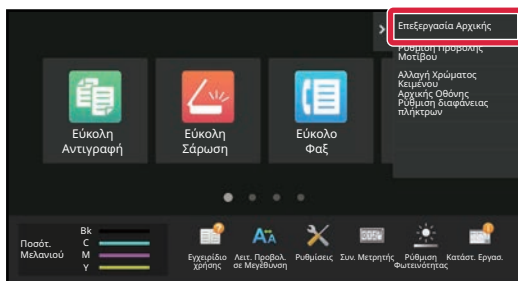 Επεξεργασία Αρχικής
Ρύθμιση Προβολής
Μοτίβου
Αλλαγή Χρώματος
Κειμένου
Αρχικής Οθόνης
Ρύθμιση διαφάνειας
πλήκτρων
Εύκολη
Αντιγραφή
Εύκολη
Σάρωση
Εύκολο
Φαξ
Ποσότ.
Μελανιού
Bk
C
M
Y
Εγχειρίδιο
χρήσης
Λειτ. Προβολ.
σε Μεγέθυνση
Ρυθμίσεις
Συν. Μετρητής
Ρύθμιση
Φωτεινότητας
Κατάστ. Εργασ.